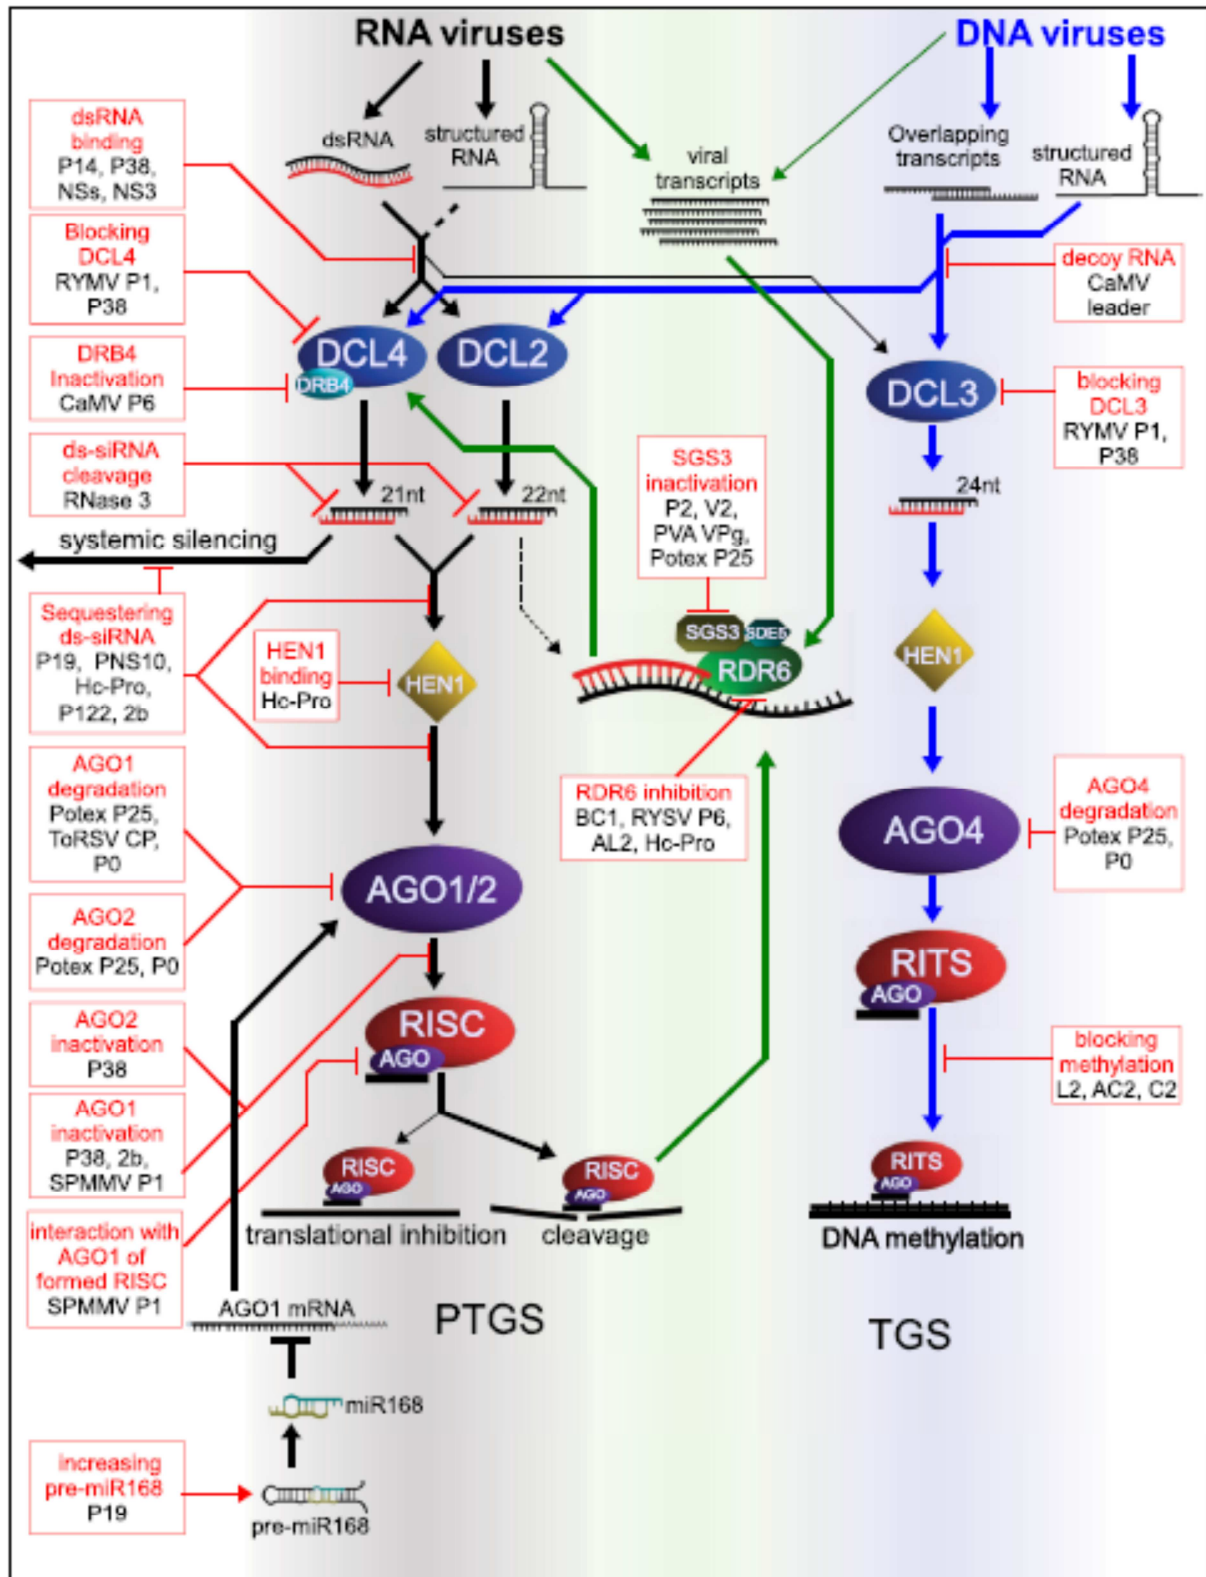 RNA viruses
DNA viruses
dsRNA
binding
P14, P38,
NSs, NS3
dsRNA
structured
RNA
viral
transcripts
Overlapping
transcripts
structured
RNA
Blocking
DCL4
RYMV P1,
P38
decoy RNA
CaMV
leader
DRB4
Inactivation
CaMV P6
DCL4
DRB4
DCL2
DCL3
blocking
DCL3
RYMV P1,
P38
ds-siRNA
cleavage
RNase 3
21nt
22nt
SGS3
inactivation
P2, V2,
PVA VPg,
Potex P25
24nt
systemic silencing
Sequestering
ds-siRNA
P19, PNS10,
Hc-Pro,
P122, 2b
HEN1
binding
Hc-Pro
HEN1
SGS3
SDE5
RDR6
HEN1
AGO1
degradation
Potex P25,
ToRSV CP,
P0
RDR6 inhibition
BC1, RYSV P6,
AL2, Hc-Pro
AGO4
AGO4
degradation
Potex P25,
P0
AGO1/2
AGO2
degradation
Potex P25, P0
RITS
AGO
AGO2
inactivation
P38
RISC
AGO
blocking
methylation
L2, AC2, C2
AGO1
inactivation
P38, 2b,
SPMMV P1
RISC
AGO
translational inhibition
RISC
AGO
cleavage
RITS
AGO
DNA methylation
interaction with
AGO1 of
formed RISC
SPMMV P1
AGO1 mRNA
PTGS
TGS
miR168
increasing
pre-miR168
P19
pre-miR168